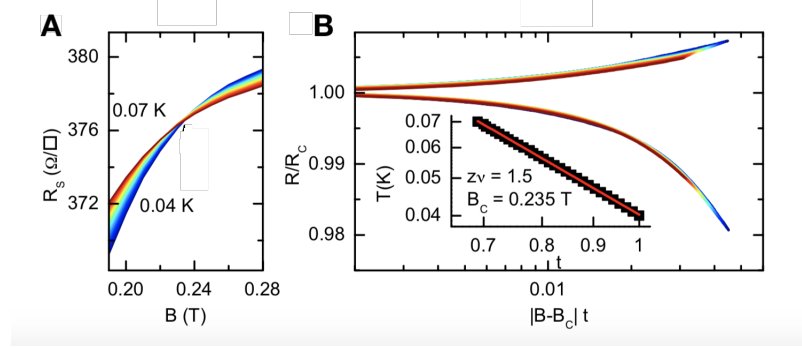 A
380
376
372
0.07 K
0.04 K
Rs (Ω/□)
0.20 0.24 0.28
B (T)
B
1.00
0.99
0.98
R/RC
0.07
0.06
0.05
0.04
T(K)
zν = 1.5
BC = 0.235 T
0.7 0.8 0.9 1
t
0.01
|B-BC| t